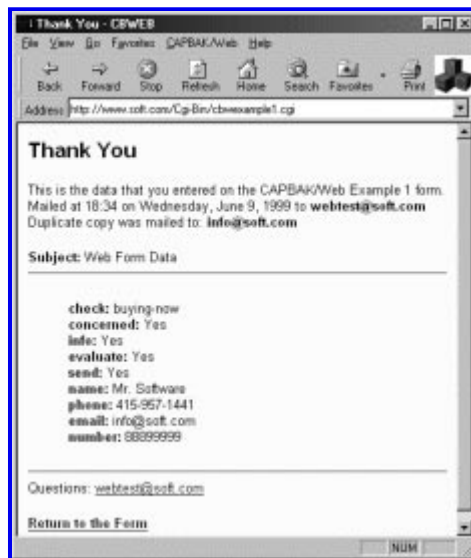 Thank You - CBWEB
File View Go Favorites CAPBAK/Web Help
Back Forward Stop Refresh Home Search Favorites Print
Address http://www.soft.com/Cgi-Bin/cbwexample1.cgi
Thank You
This is the data that you entered on the CAPBAK/Web Example 1 form.
Mailed at 18:34 on Wednesday, June 9, 1999 to webtest@soft.com
Duplicate copy was mailed to: info@soft.com
Subject: Web Form Data
check: buying-now
concerned: Yes
info: Yes
evaluate: Yes
send: Yes
name: Mr. Software
phone: 415-957-1441
email: info@soft.com
number: 88899999
Questions: webtest@soft.com
Return to the Form
NUM